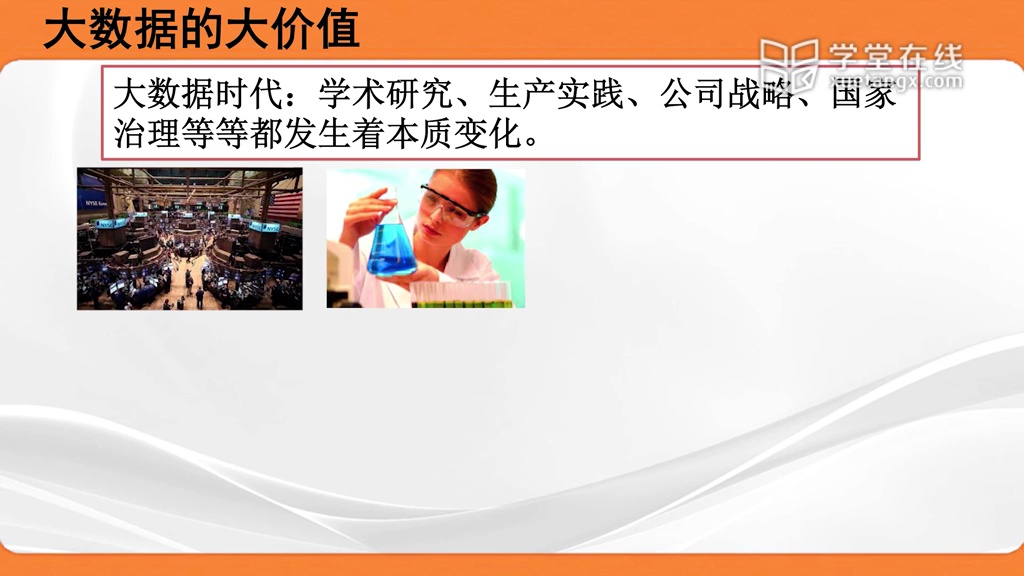 大数据的大价值
学堂在线
xuetangx.com
大数据时代：学术研究、生产实践、公司战略、国家
治理等等都发生着本质变化。